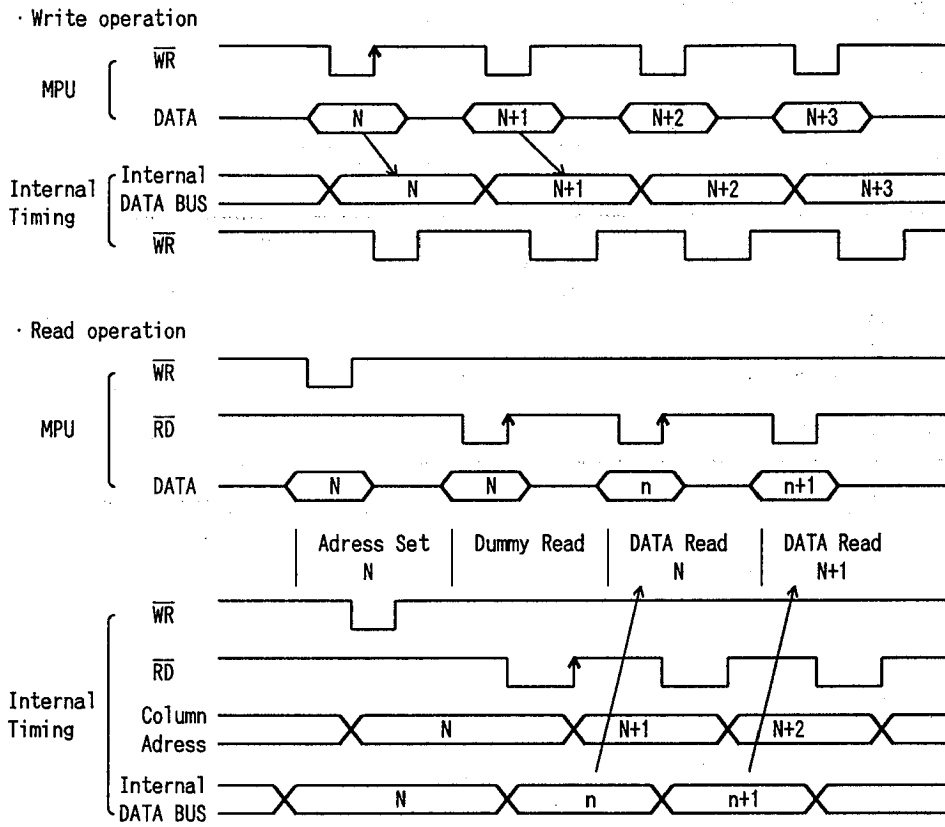 · Write operation
WR
MPU
DATA
N
N+1
N+2
N+3
Internal
DATA BUS
N
N+1
N+2
N+3
Internal
Timing
WR
· Read operation
WR
MPU
RD
DATA
N
N
n
n+1
Adress Set
N
Dummy Read
DATA Read
N
DATA Read
N+1
WR
RD
Internal
Timing
Column
Adress
N
N+1
N+2
Internal
DATA BUS
N
n
n+1